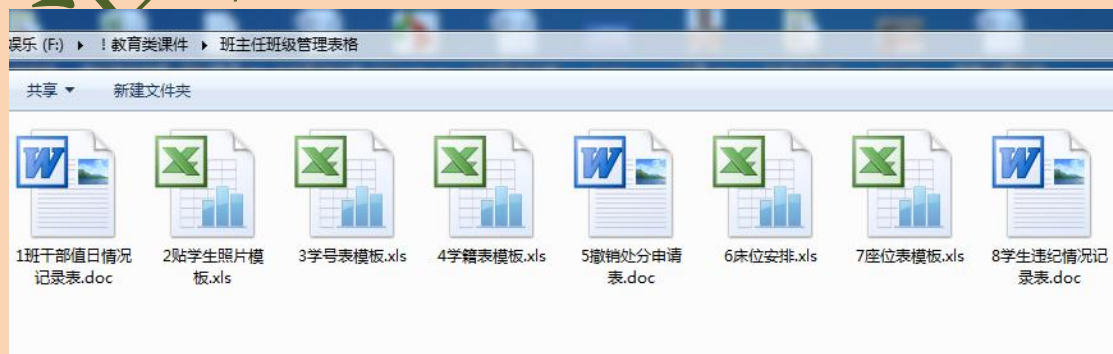 娱乐 (F:) ▸ ！教育类课件 ▸ 班主任班级管理表格
共享 新建文件夹
1班干部值日情况
记录表.doc
2贴学生照片模
板.xls
3学号表模板.xls
4学籍表模板.xls
5撤销处分申请
表.doc
6床位安排.xls
7座位表模板.xls
8学生违纪情况记
录表.doc